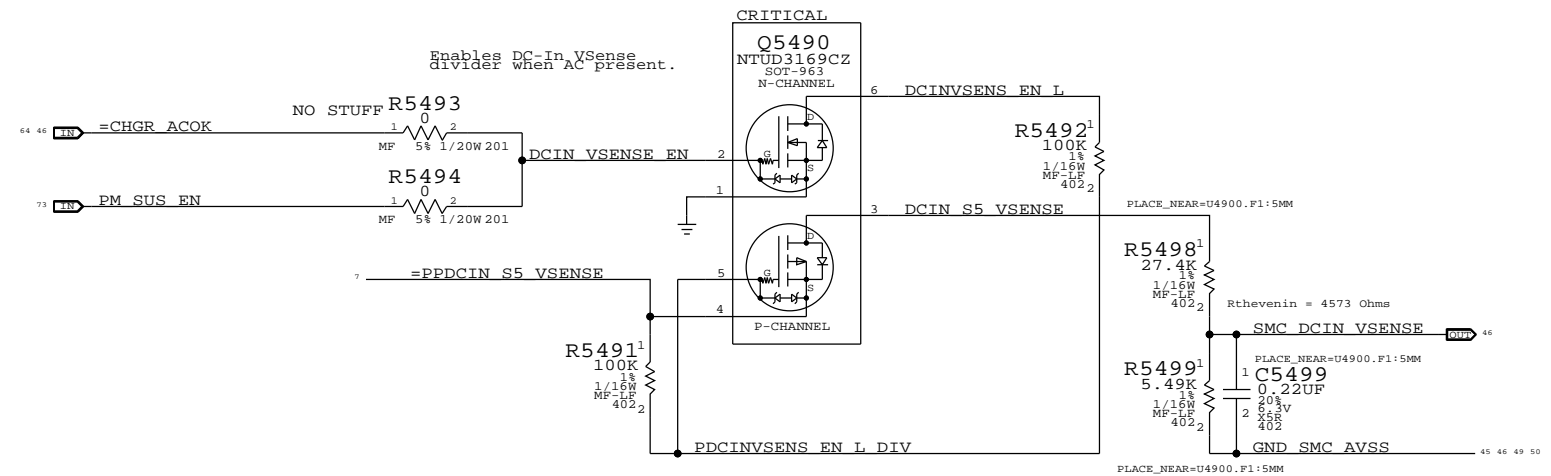 CRITICAL
Q5490
NTUD3169CZ
SOT-963
N-CHANNEL
Enables DC-In VSense
divider when AC present.
NO STUFF
R5493
0
1
2
MF
5%
1/20W
201
64 46
IN
=CHGR_ACOK
DCIN_VSENSE_EN
2
G
D
S
1
6
DCINVSENS_EN_L
R5492
1
100K
1%
1/16W
MF-LF
402
2
R5494
0
1
2
MF
5%
1/20W
201
73
IN
PM_SUS_EN
3
DCIN_S5_VSENSE
PLACE_NEAR=U4900.F1:5MM
D
G
S
5
4
P-CHANNEL
7
=PPDCIN_S5_VSENSE
R5498
1
27.4K
1%
1/16W
MF-LF
402
2
Rthevenin = 4573 Ohms
SMC_DCIN_VSENSE
OUT
46
R5491
1
100K
1%
1/16W
MF-LF
402
2
PLACE_NEAR=U4900.F1:5MM
R5499
1
5.49K
1%
1/16W
MF-LF
402
2
1
C5499
0.22UF
20%
6.3V
X5R
402
2
PDCINVSENS_EN_L_DIV
GND_SMC_AVSS
45 46 49 50
PLACE_NEAR=U4900.F1:5MM